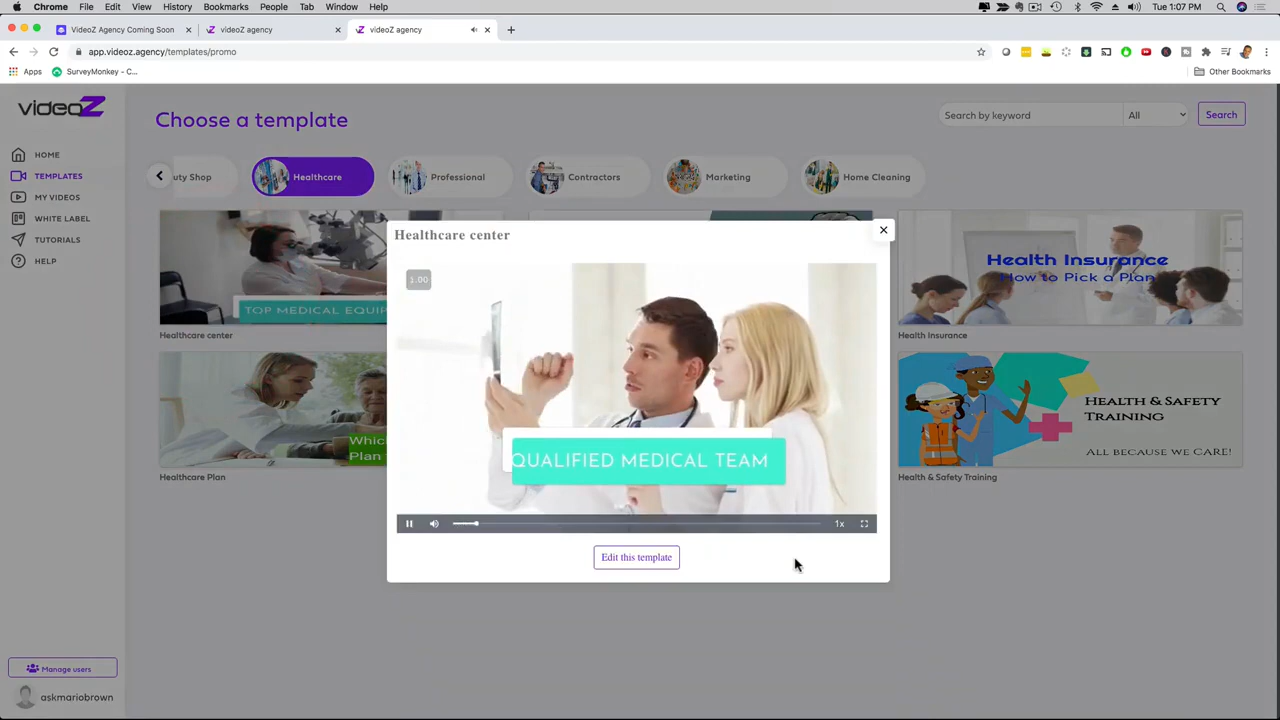 Chrome File Edit View History Bookmarks People Tab Window Help
Tue 1:07 PM
VideoZ Agency Coming Soon
videoZ agency
videoZ agency
app.videoz.agency/templates/promo
Apps
SurveyMonkey - C...
Other Bookmarks
videoZ
Choose a template
Search by keyword
All
Search
HOME
TEMPLATES
MY VIDEOS
WHITE LABEL
TUTORIALS
HELP
uty Shop
Healthcare
Professional
Contractors
Marketing
Home Cleaning
Healthcare center
1.00
QUALIFIED MEDICAL TEAM
1x
Edit this template
TOP MEDICAL EQUI
Healthcare center
Health Insurance
How to Pick a Plan
Health Insurance
Which
Plan
Healthcare Plan
HEALTH &
SAFETY
TRAINING
ALL BECAUSE WE CARE!
Health & Safety Training
Manage users
askmariobrown